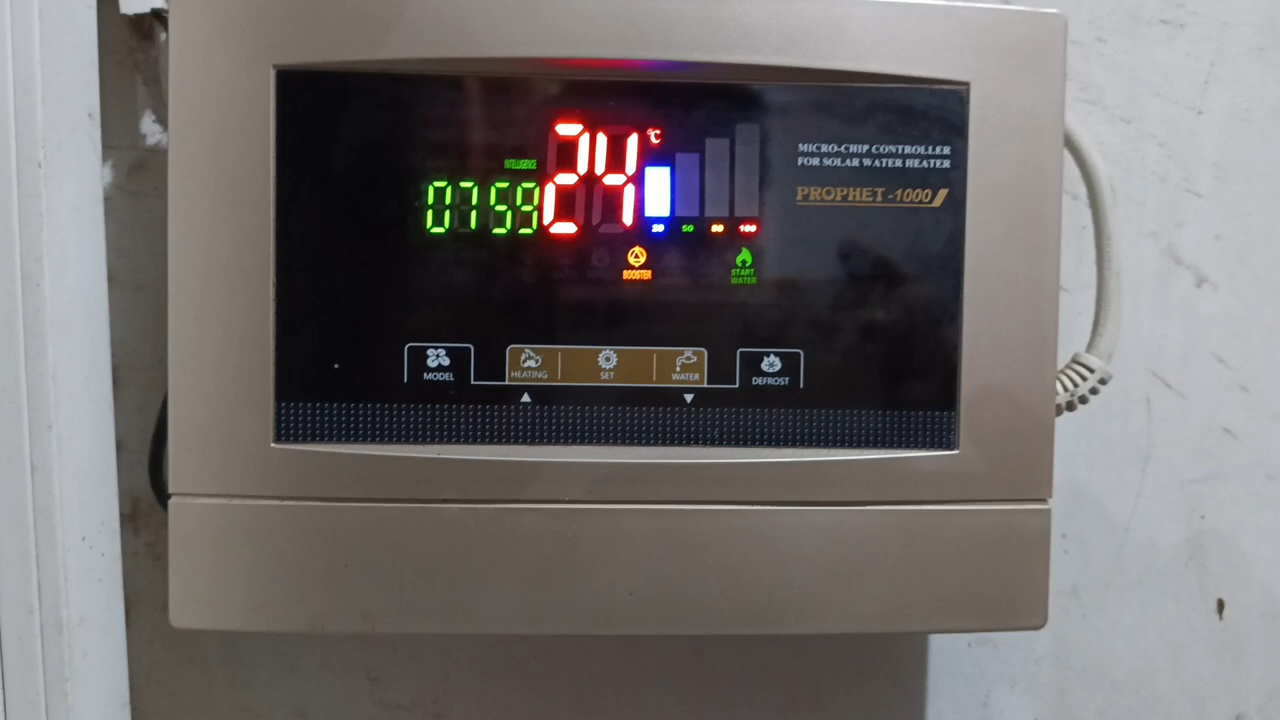 MICRO-CHIP CONTROLLER
FOR SOLAR WATER HEATER
PROPHET-1000
INTELLIGENCE
0759
24 °C
20 50 80 100
BOOSTER
START
WATER
MODEL
HEATING
SET
WATER
DEFROST